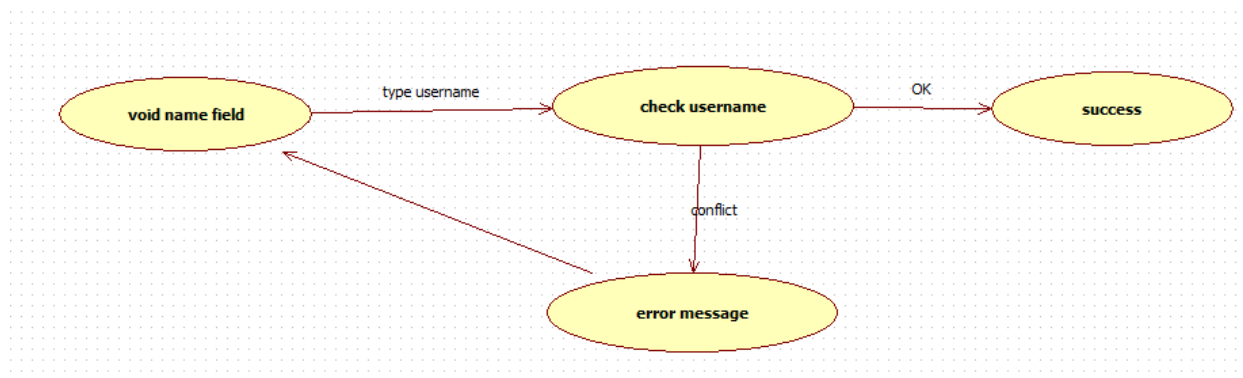 void name field
type username
check username
OK
success
conflict
error message